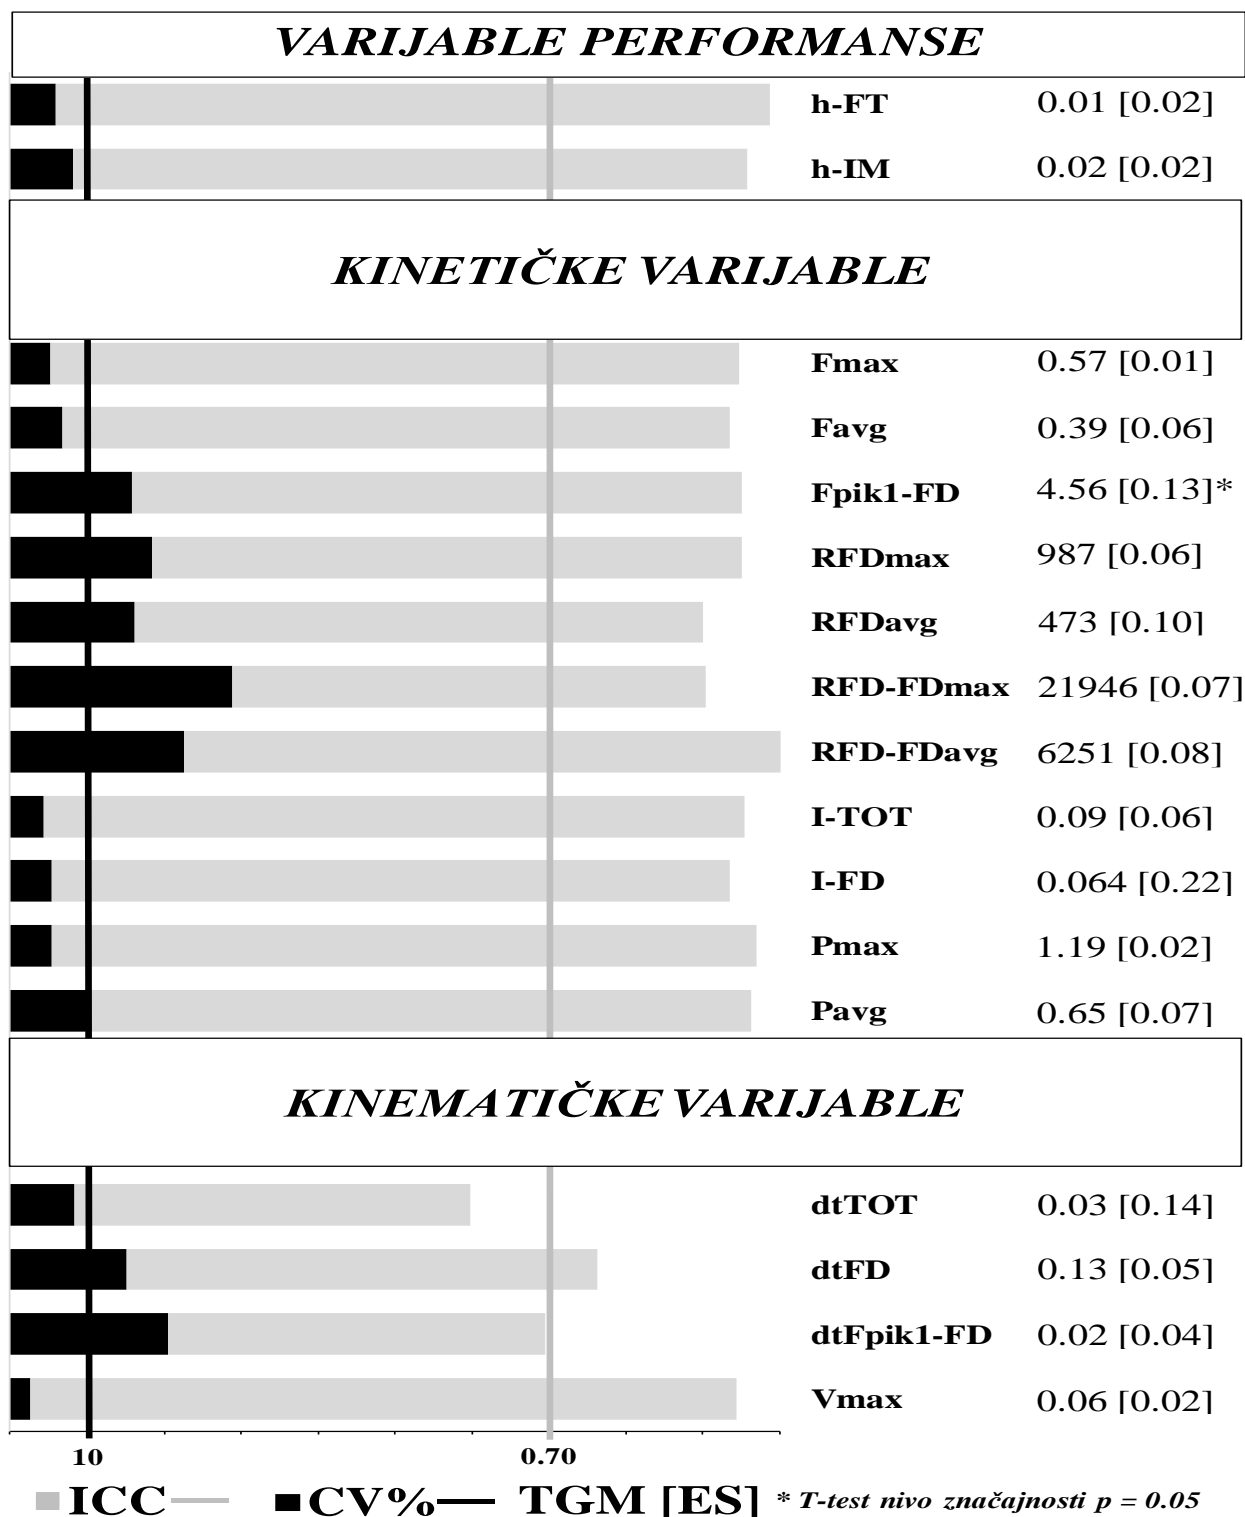 VARIJABLE PERFORMANSE
h-FT 0.01 [0.02]
h-IM 0.02 [0.02]
KINETIČKE VARIJABLE
Fmax 0.57 [0.01]
Favg 0.39 [0.06]
Fpik1-FD 4.56 [0.13]*
RFDmax 987 [0.06]
RFDavg 473 [0.10]
RFD-FDmax 21946 [0.07]
RFD-FDavg 6251 [0.08]
I-TOT 0.09 [0.06]
I-FD 0.064 [0.22]
Pmax 1.19 [0.02]
Pavg 0.65 [0.07]
KINEMATIČKE VARIJABLE
dtTOT 0.03 [0.14]
dtFD 0.13 [0.05]
dtFpik1-FD 0.02 [0.04]
Vmax 0.06 [0.02]
10 0.70
ICC CV% TGM [ES] * T-test nivo značajnosti p = 0.05